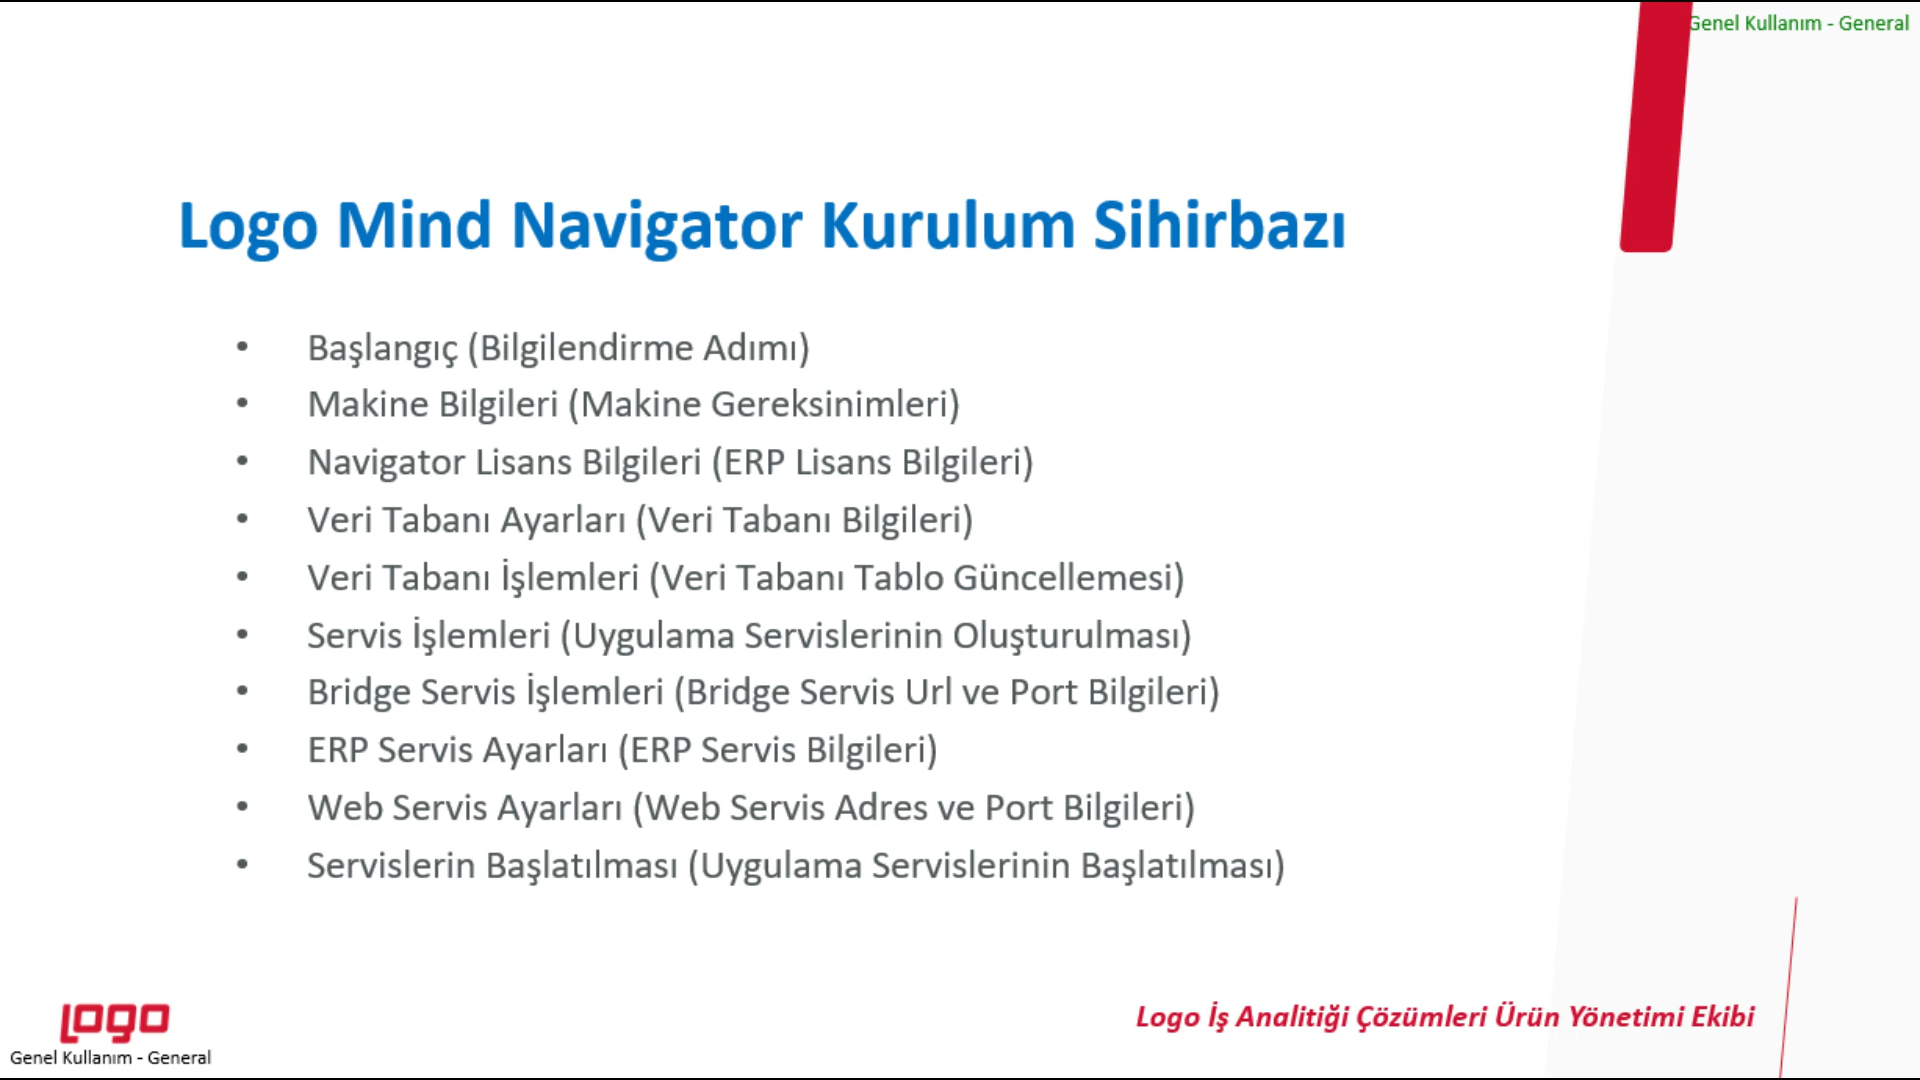 Genel Kullanım - General
Logo Mind Navigator Kurulum Sihirbazı
• Başlangıç (Bilgilendirme Adımı)
• Makine Bilgileri (Makine Gereksinimleri)
• Navigator Lisans Bilgileri (ERP Lisans Bilgileri)
• Veri Tabanı Ayarları (Veri Tabanı Bilgileri)
• Veri Tabanı İşlemleri (Veri Tabanı Tablo Güncellemesi)
• Servis İşlemleri (Uygulama Servislerinin Oluşturulması)
• Bridge Servis İşlemleri (Bridge Servis Url ve Port Bilgileri)
• ERP Servis Ayarları (ERP Servis Bilgileri)
• Web Servis Ayarları (Web Servis Adres ve Port Bilgileri)
• Servislerin Başlatılması (Uygulama Servislerinin Başlatılması)
Logo İş Analitiği Çözümleri Ürün Yönetimi Ekibi
logo
Genel Kullanım - General